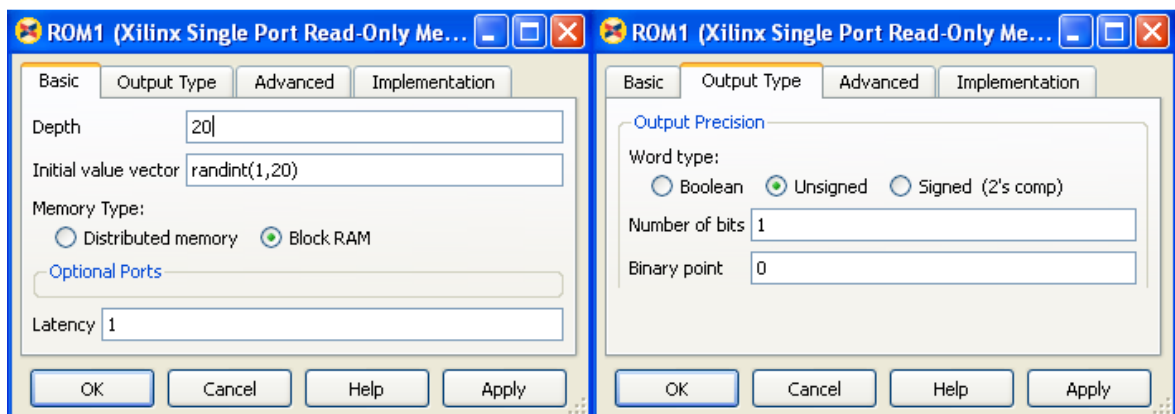 ROM1 (Xilinx Single Port Read-Only Me...
Basic Output Type Advanced Implementation
Depth 20
Initial value vector randint(1,20)
Memory Type:
Distributed memory Block RAM
Optional Ports
Latency 1
OK Cancel Help Apply
ROM1 (Xilinx Single Port Read-Only Me...
Basic Output Type Advanced Implementation
Output Precision
Word type:
Boolean Unsigned Signed (2's comp)
Number of bits 1
Binary point 0
OK Cancel Help Apply